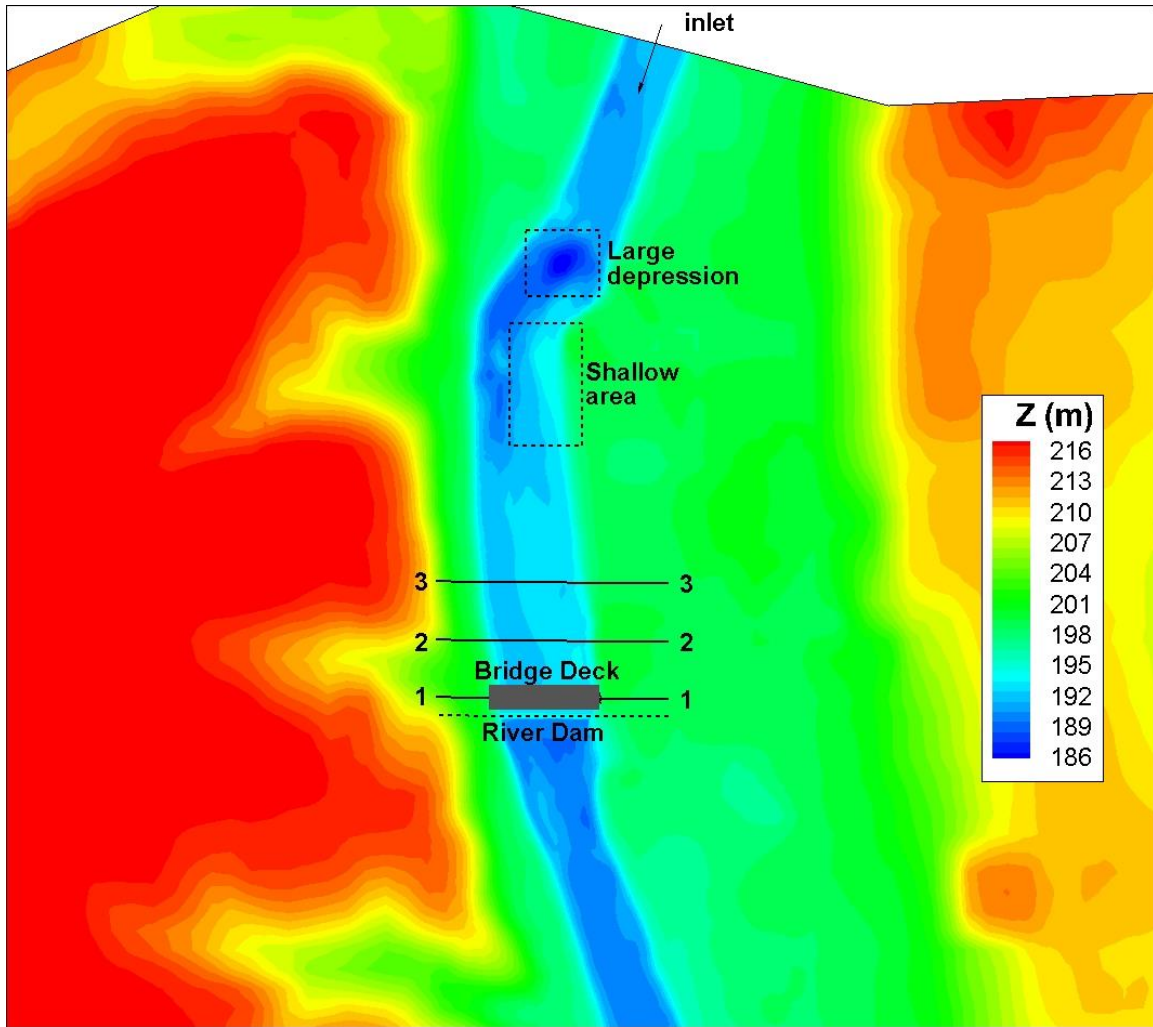 inlet
Large
depression
Shallow
area
Z (m)
216
213
210
207
204
201
198
195
192
189
186
3 3
2 2
Bridge Deck
1 1
River Dam